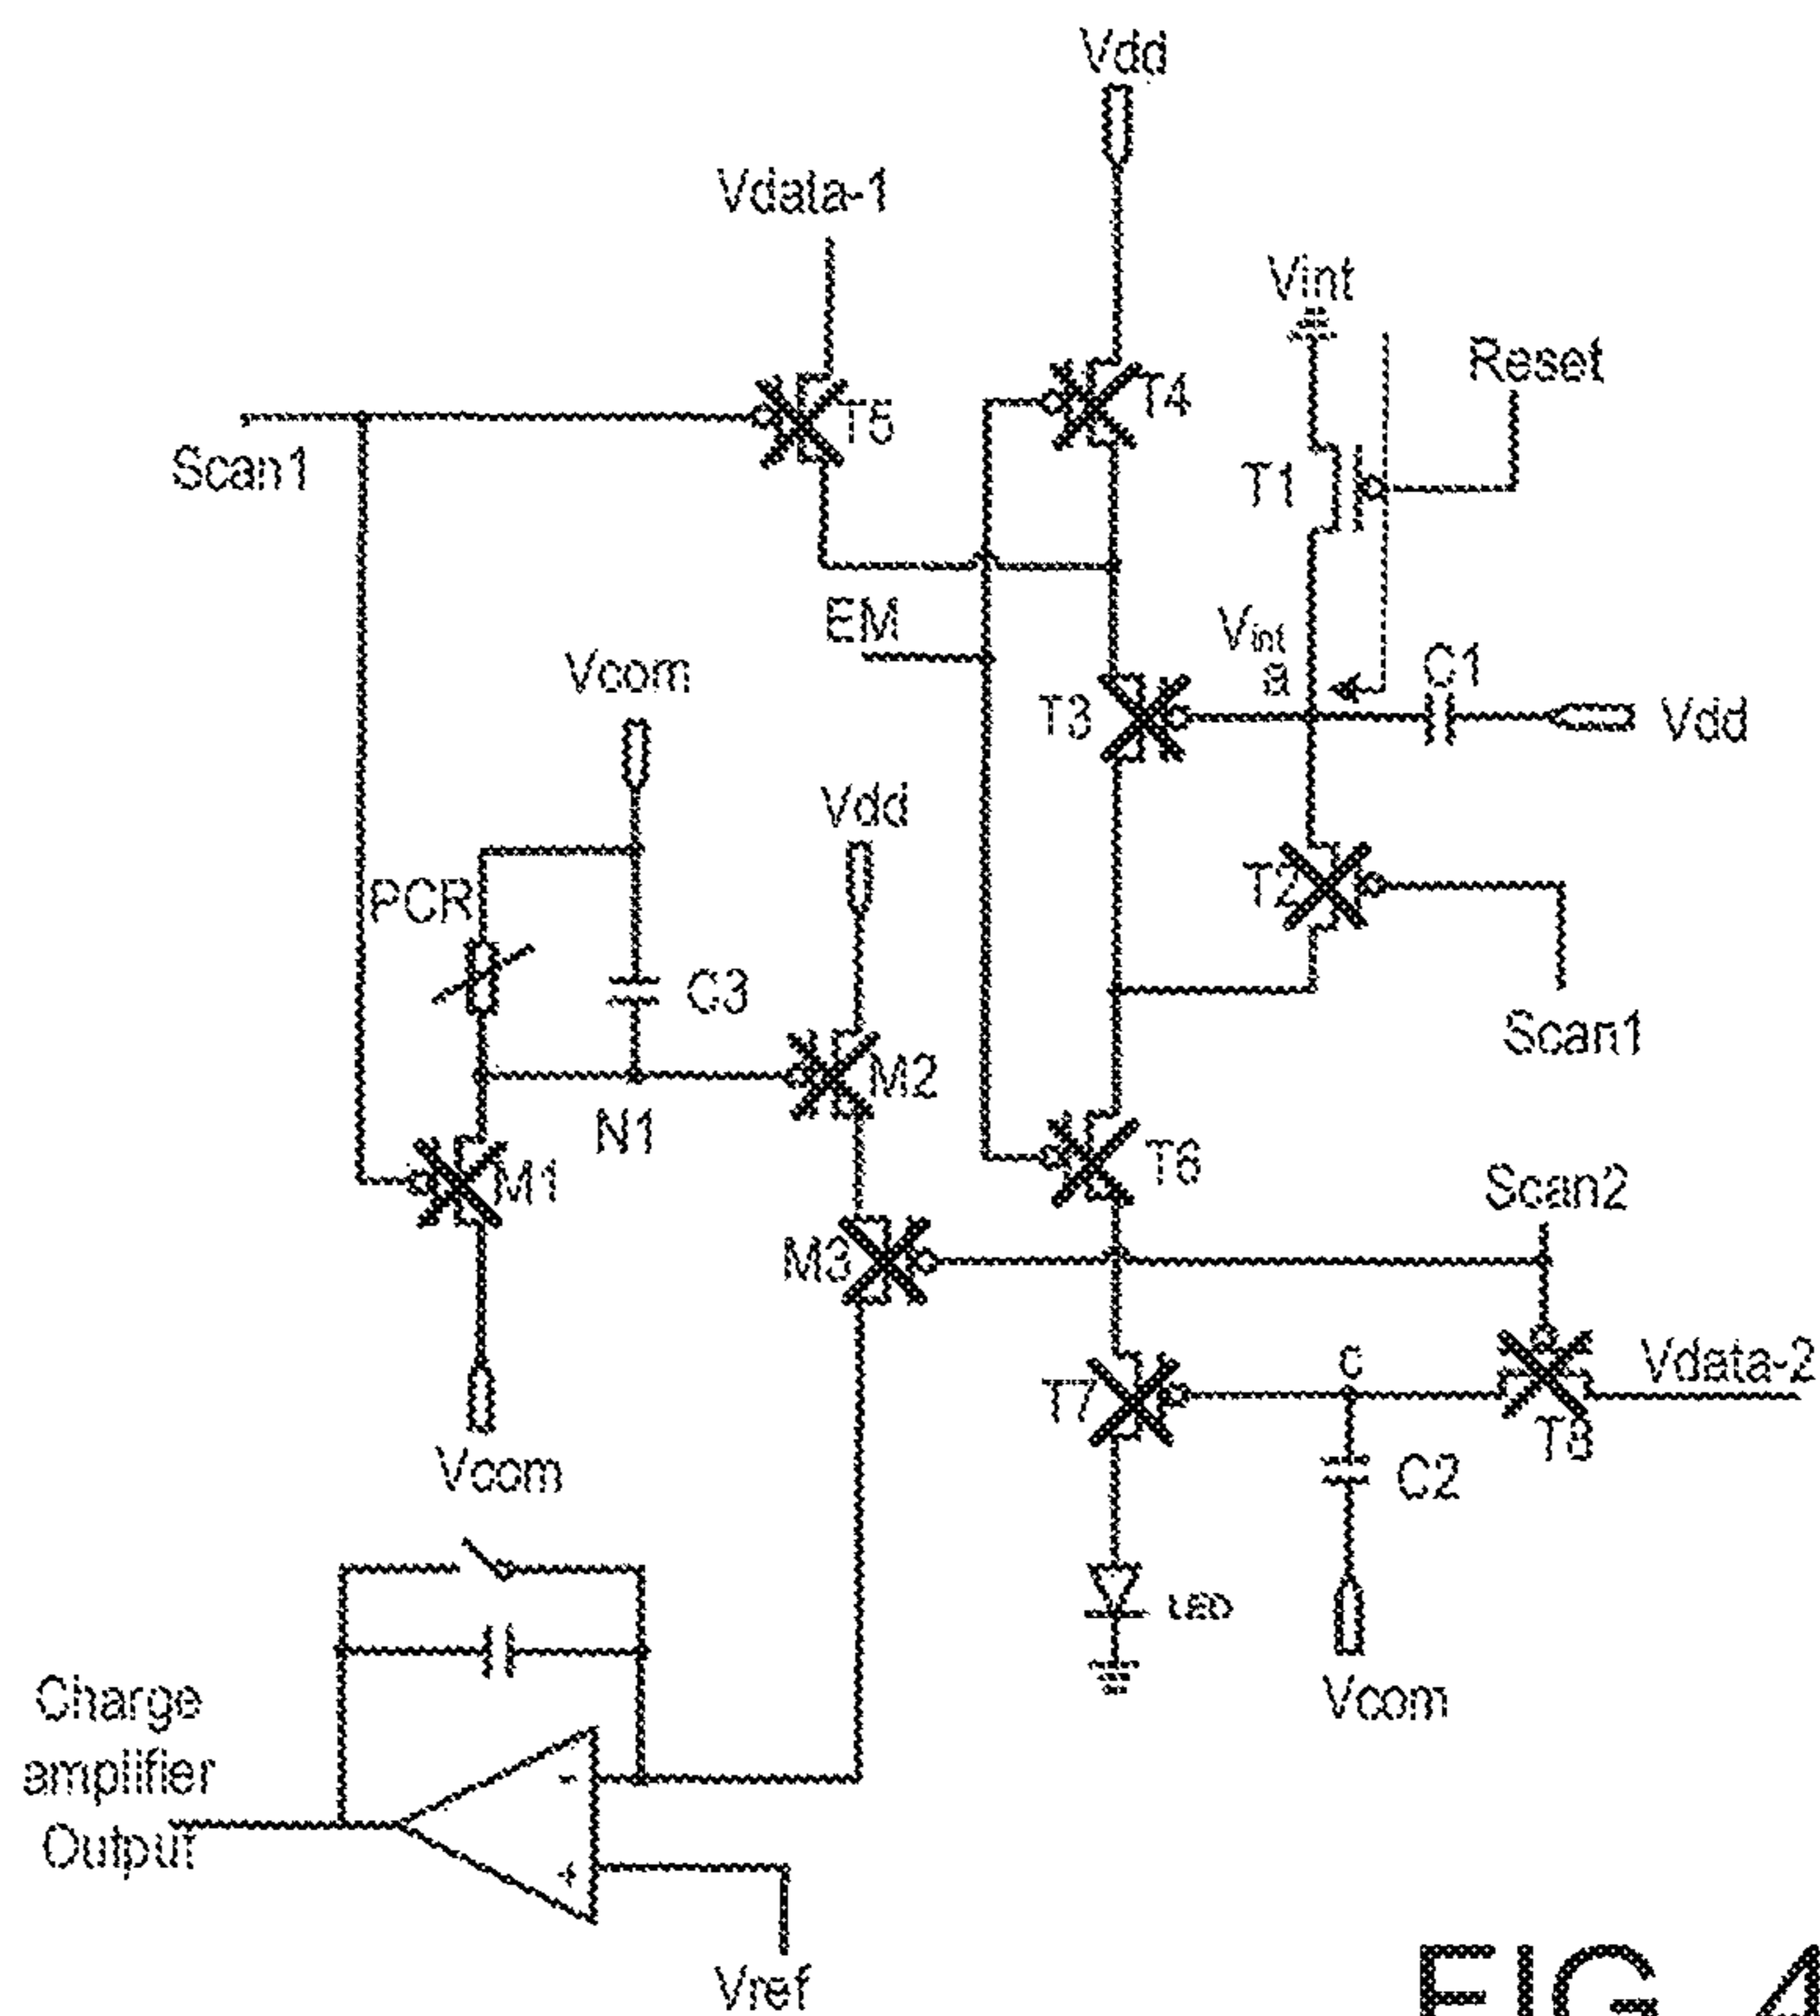 Vdd
Vdata-1
Vint
Reset
T5
T4
Scan1
T1
EM
Vint
a
C1
Vcom
T3
Vdd
Vdd
T2
PCR
C3
Scan1
M2
N1
M1
T6
Scan2
M3
c
Vdata-2
T7
T8
Vcom
C2
LED
Charge
amplifier
Output
-
+
Vcom
Vref
FIG. 4